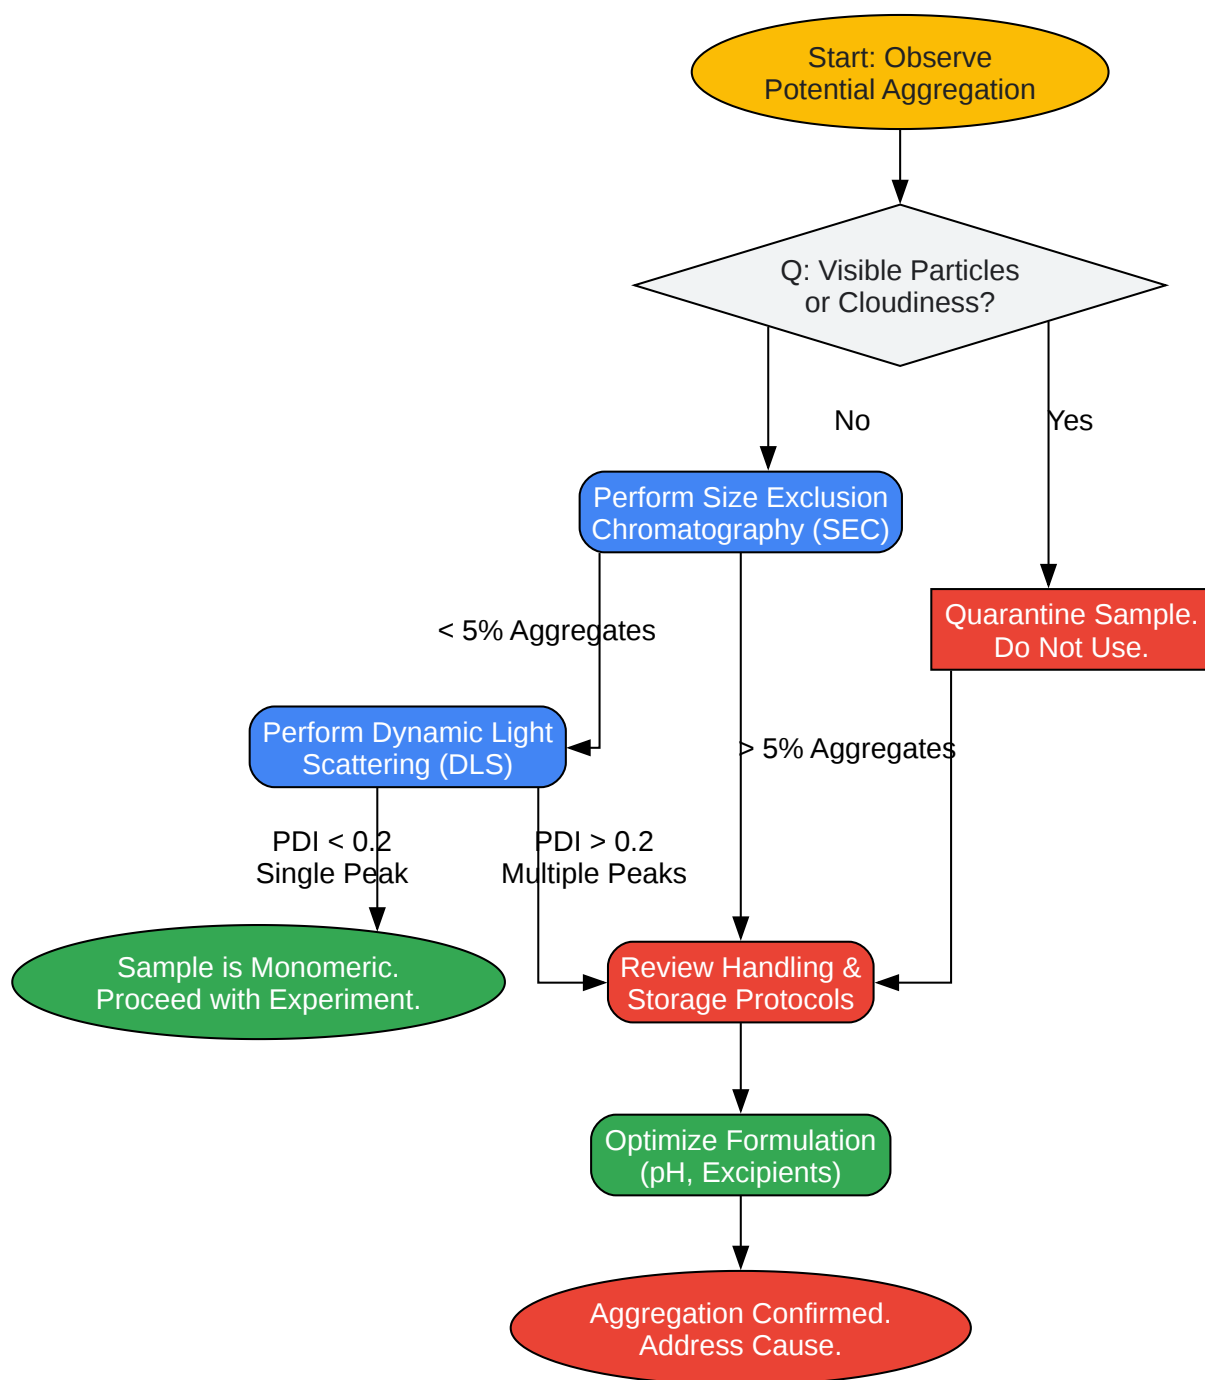 Start: Observe
Potential Aggregation
Q: Visible Particles
or Cloudiness?
No
Yes
Perform Size Exclusion
Chromatography (SEC)
Quarantine Sample.
Do Not Use.
< 5% Aggregates
Perform Dynamic Light
Scattering (DLS)
> 5% Aggregates
PDI < 0.2
Single Peak
PDI > 0.2
Multiple Peaks
Sample is Monomeric.
Proceed with Experiment.
Review Handling &
Storage Protocols
Optimize Formulation
(pH, Excipients)
Aggregation Confirmed.
Address Cause.